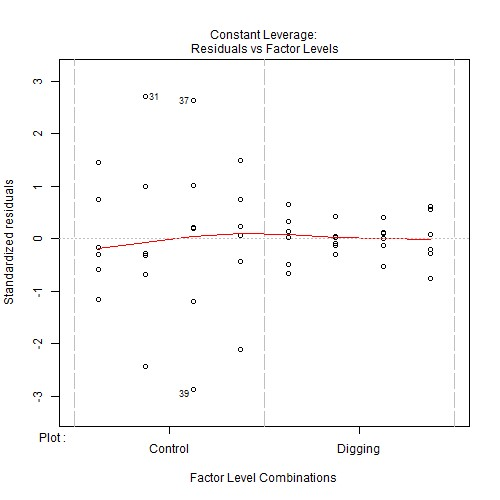 Constant Leverage:
Residuals vs Factor Levels
3
2
1
0
-1
-2
-3
Standardized residuals
31
37
39
Plot :
Control
Digging
Factor Level Combinations